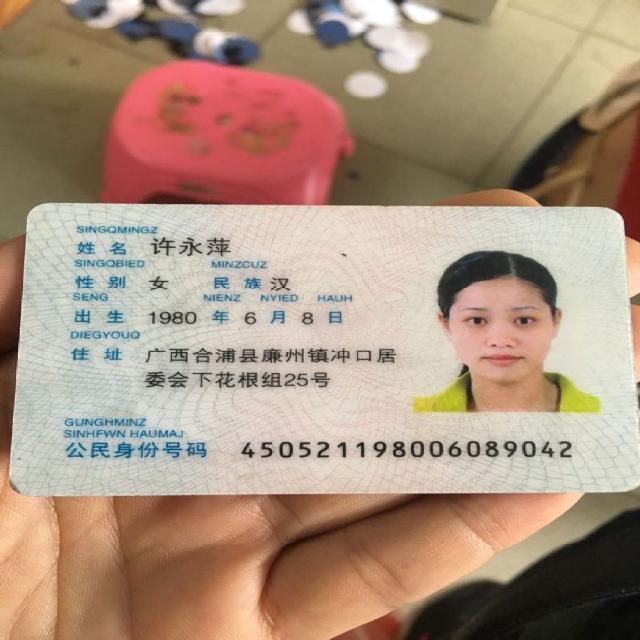 SINGQMINGZ
姓名 许永萍
SINGQBIED MINZCUZ
性别 女 民族 汉
SENG NIENZ NYIED HAUH
出生 1980 年 6 月 8 日
DIEGYOUQ
住址 广西合浦县廉州镇冲口居
委会下花根组25号
GUNGHMINZ
SINHFWN HAUMAJ
公民身份号码 450521198006089042